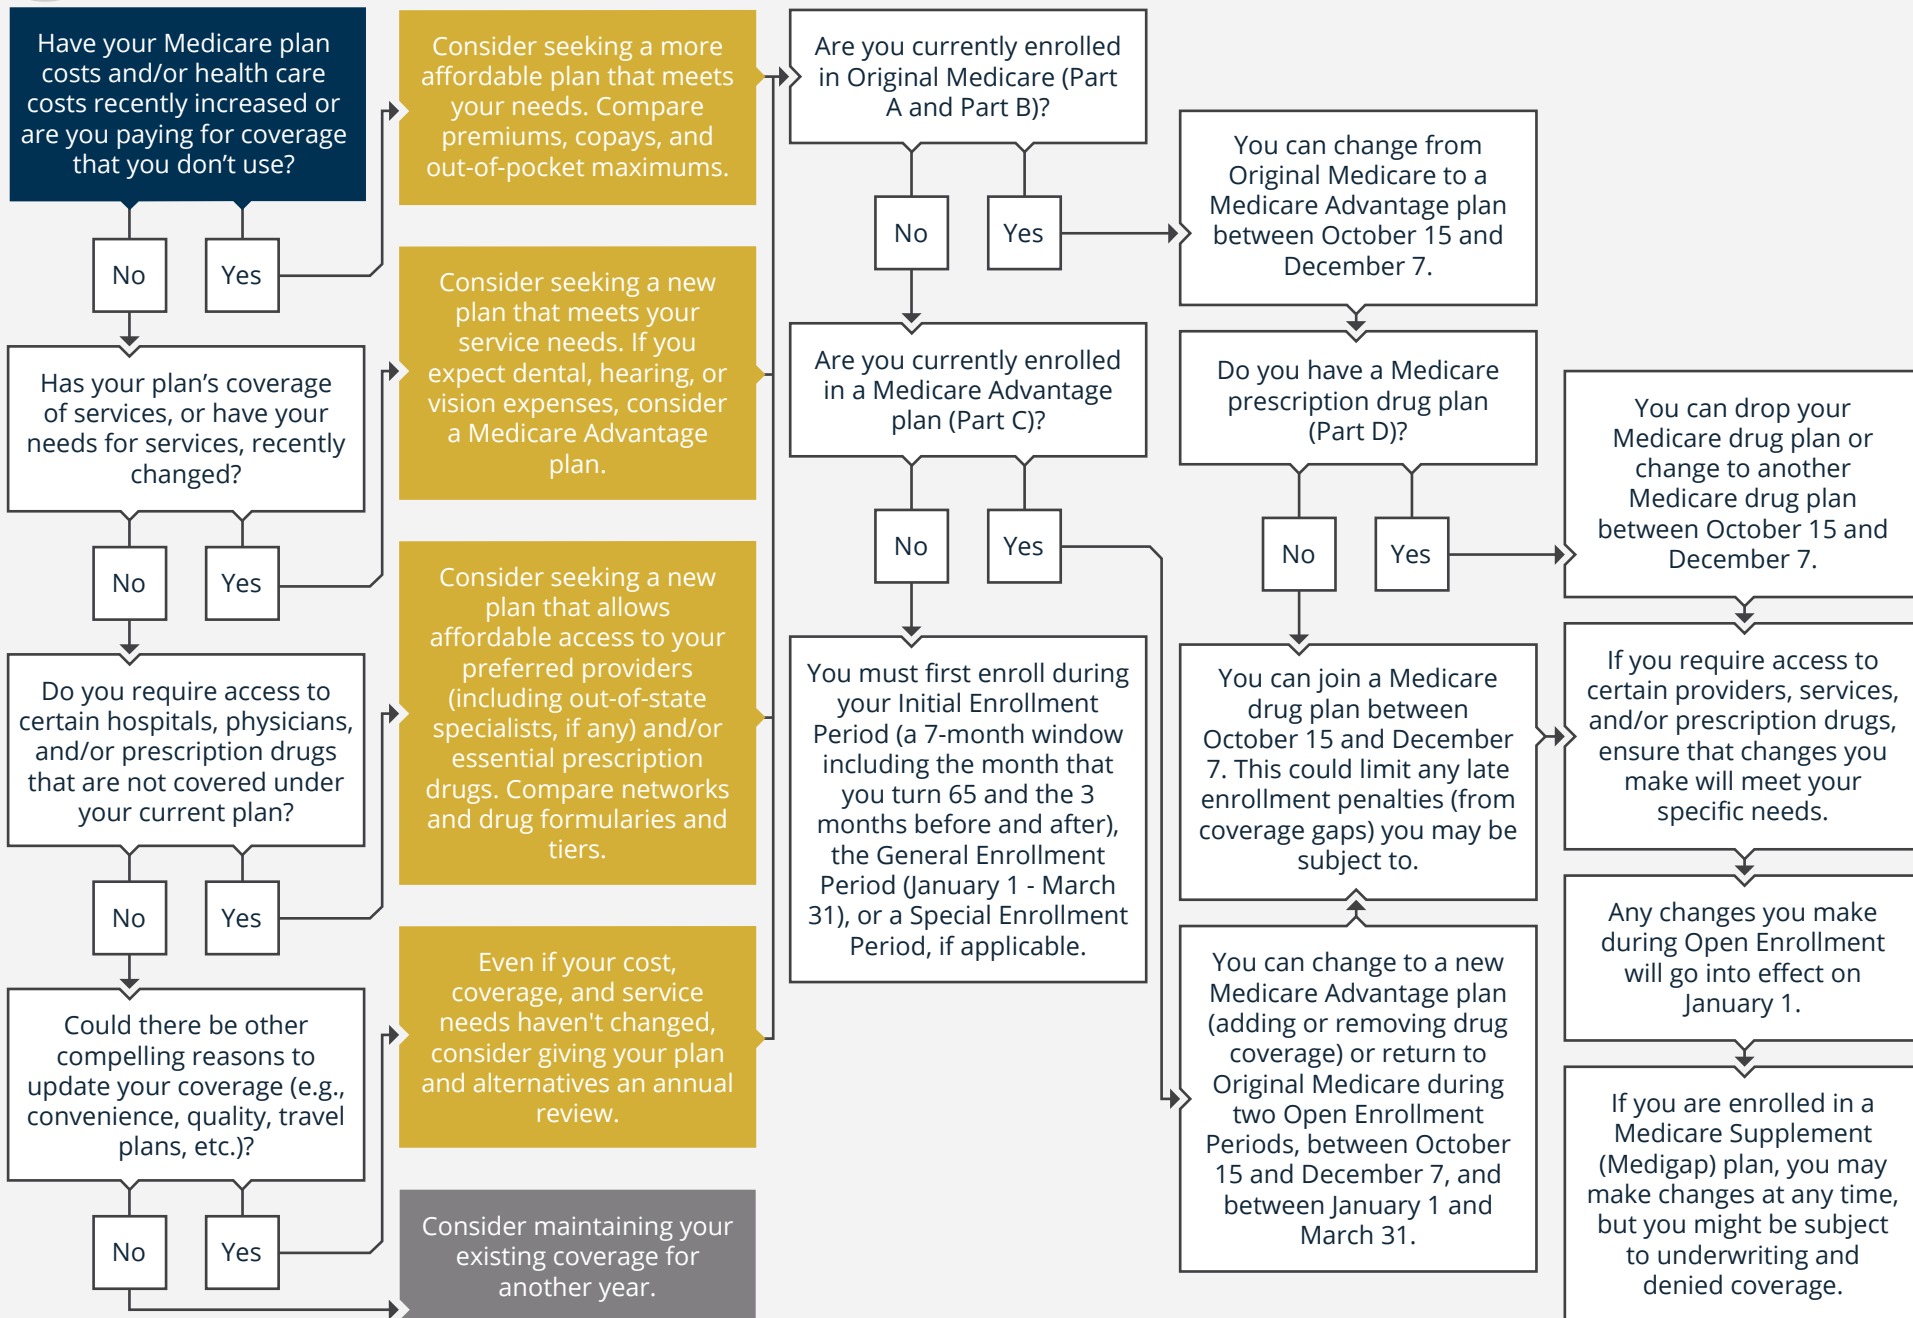 Have your Medicare plan
costs and/or health care
costs recently increased or
are you paying for coverage
that you don't use?
No
Yes
Consider seeking a more
affordable plan that meets
your needs. Compare
premiums, copays, and
out-of-pocket maximums.
Has your plan's coverage
of services, or have your
needs for services, recently
changed?
No
Yes
Consider seeking a new
plan that meets your
service needs. If you
expect dental, hearing, or
vision expenses, consider
a Medicare Advantage
plan.
Do you require access to
certain hospitals, physicians,
and/or prescription drugs
that are not covered under
your current plan?
No
Yes
Consider seeking a new
plan that allows
affordable access to your
preferred providers
(including out-of-state
specialists, if any) and/or
essential prescription
drugs. Compare networks
and drug formularies and
tiers.
Could there be other
compelling reasons to
update your coverage (e.g.,
convenience, quality, travel
plans, etc.)?
No
Yes
Even if your cost,
coverage, and service
needs haven't changed,
consider giving your plan
and alternatives an annual
review.
Consider maintaining your
existing coverage for
another year.
Are you currently enrolled
in Original Medicare (Part
A and Part B)?
No
Yes
Are you currently enrolled
in a Medicare Advantage
plan (Part C)?
No
Yes
You must first enroll during
your Initial Enrollment
Period (a 7-month window
including the month that
you turn 65 and the 3
months before and after),
the General Enrollment
Period (January 1 - March
31), or a Special Enrollment
Period, if applicable.
You can change from
Original Medicare to a
Medicare Advantage plan
between October 15 and
December 7.
Do you have a Medicare
prescription drug plan
(Part D)?
No
Yes
You can join a Medicare
drug plan between
October 15 and December
7. This could limit any late
enrollment penalties (from
coverage gaps) you may be
subject to.
You can change to a new
Medicare Advantage plan
(adding or removing drug
coverage) or return to
Original Medicare during
two Open Enrollment
Periods, between October
15 and December 7, and
between January 1 and
March 31.
You can drop your
Medicare drug plan or
change to another
Medicare drug plan
between October 15 and
December 7.
If you require access to
certain providers, services,
and/or prescription drugs,
ensure that changes you
make will meet your
specific needs.
Any changes you make
during Open Enrollment
will go into effect on
January 1.
If you are enrolled in a
Medicare Supplement
(Medigap) plan, you may
make changes at any time,
but you might be subject
to underwriting and
denied coverage.